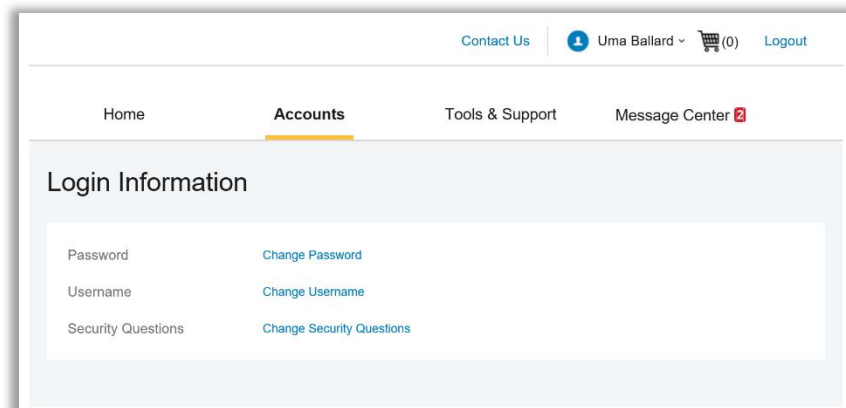 Contact Us Uma Ballard (0) Logout
Home Accounts Tools & Support Message Center 2
Login Information
Password Change Password
Username Change Username
Security Questions Change Security Questions